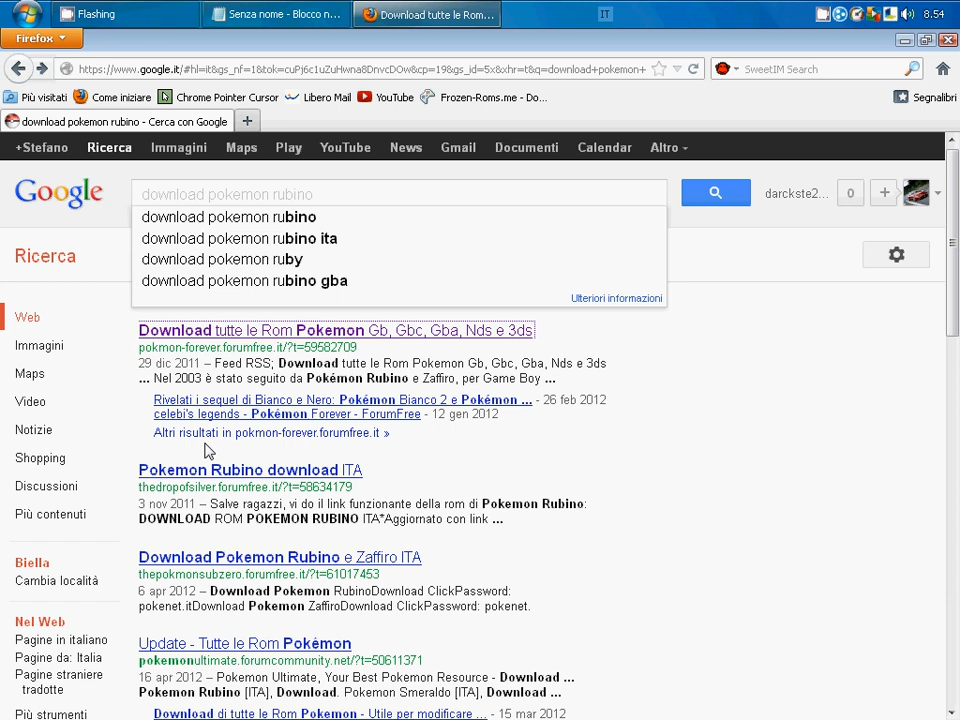 Flashing
Senza nome - Blocco n...
Download tutte le Rom...
IT
8.54
Firefox
https://www.google.it/#hl=it&gs_nf=1&tok=cuPj6c1uZuHwna8DnvcDOw&cp=19&gs_id=5x&xhr=t&q=download+pokemon+
SweetIM Search
Più visitati
Come iniziare
Chrome Pointer Cursor
Libero Mail
YouTube
Frozen-Roms.me - Do...
Segnalibri
download pokemon rubino - Cerca con Google
+Stefano Ricerca Immagini Maps Play YouTube News Gmail Documenti Calendar Altro
Google
download pokemon rubino
darckste2...
0
+
download pokemon rubino
download pokemon rubino ita
download pokemon ruby
download pokemon rubino gba
Ulteriori informazioni
Ricerca
Web
Immagini
Maps
Video
Notizie
Shopping
Discussioni
Più contenuti
Biella
Cambia località
Nel Web
Pagine in italiano
Pagine da: Italia
Pagine straniere
tradotte
Più strumenti
Download tutte le Rom Pokemon Gb, Gbc, Gba, Nds e 3ds
pokmon-forever.forumfree.it/?t=59582709
29 dic 2011 – Feed RSS; Download tutte le Rom Pokemon Gb, Gbc, Gba, Nds e 3ds
... Nel 2003 è stato seguito da Pokémon Rubino e Zaffiro, per Game Boy ...
Rivelati i sequel di Bianco e Nero: Pokémon Bianco 2 e Pokémon ... - 26 feb 2012
celebi's legends - Pokémon Forever - ForumFree - 12 gen 2012
Altri risultati in pokmon-forever.forumfree.it »
Pokemon Rubino download ITA
thedropofsilver.forumfree.it/?t=58634179
3 nov 2011 – Salve ragazzi, vi do il link funzionante della rom di Pokemon Rubino:
DOWNLOAD ROM POKEMON RUBINO ITA*Aggiornato con link ...
Download Pokemon Rubino e Zaffiro ITA
thepokmonsubzero.forumfree.it/?t=61017453
6 apr 2012 – Download Pokemon RubinoDownload ClickPassword:
pokenet.itDownload Pokemon ZaffiroDownload ClickPassword: pokenet.
Update - Tutte le Rom Pokémon
pokemonultimate.forumcommunity.net/?t=50611371
16 apr 2012 – Pokemon Ultimate, Your Best Pokemon Resource - Download ...
Pokemon Rubino [ITA], Download. Pokemon Smeraldo [ITA], Download ...
Download di tutte le Rom Pokemon - Utile per modificare ... - 15 mar 2012